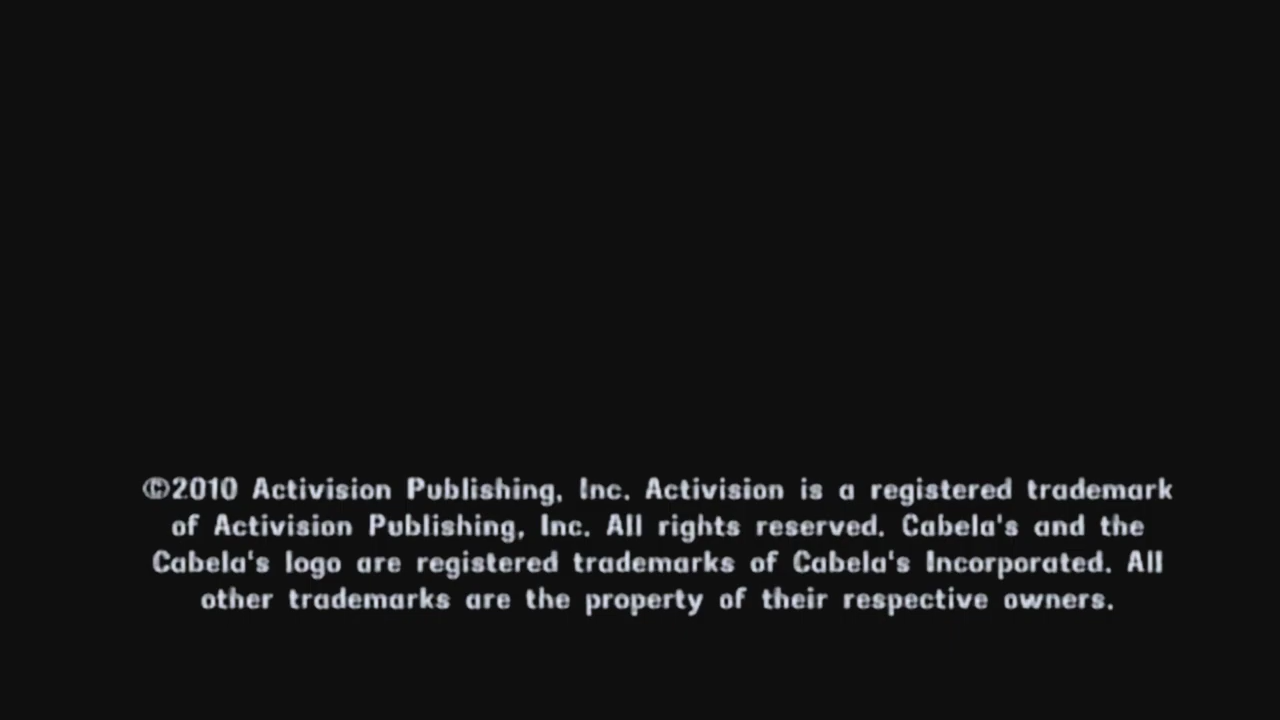 ©2010 Activision Publishing, Inc. Activision is a registered trademark
of Activision Publishing, Inc. All rights reserved. Cabela's and the
Cabela's logo are registered trademarks of Cabela's Incorporated. All
other trademarks are the property of their respective owners.